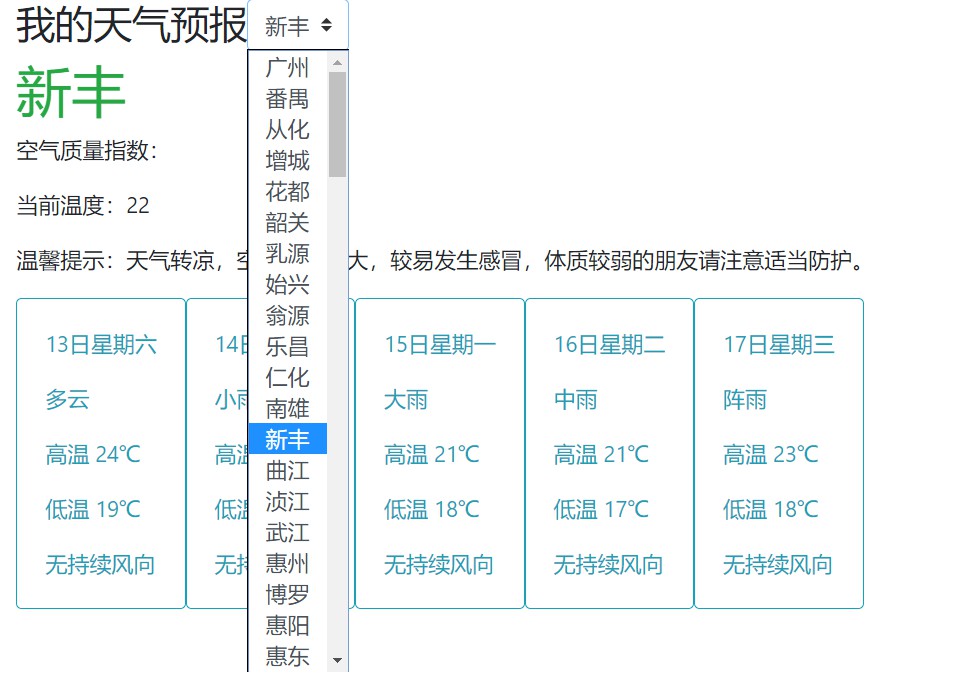 我的天气预报 新丰
新丰
空气质量指数：
当前温度：22
温馨提示：天气转凉，空 大，较易发生感冒，体质较弱的朋友请注意适当防护。
13日星期六
多云
高温 24℃
低温 19℃
无持续风向
14日
小雨
高温
低温
无持
15日星期一
大雨
高温 21℃
低温 18℃
无持续风向
16日星期二
中雨
高温 21℃
低温 17℃
无持续风向
17日星期三
阵雨
高温 23℃
低温 18℃
无持续风向
广州
番禺
从化
增城
花都
韶关
乳源
始兴
翁源
乐昌
仁化
南雄
新丰
曲江
浈江
武江
惠州
博罗
惠阳
惠东